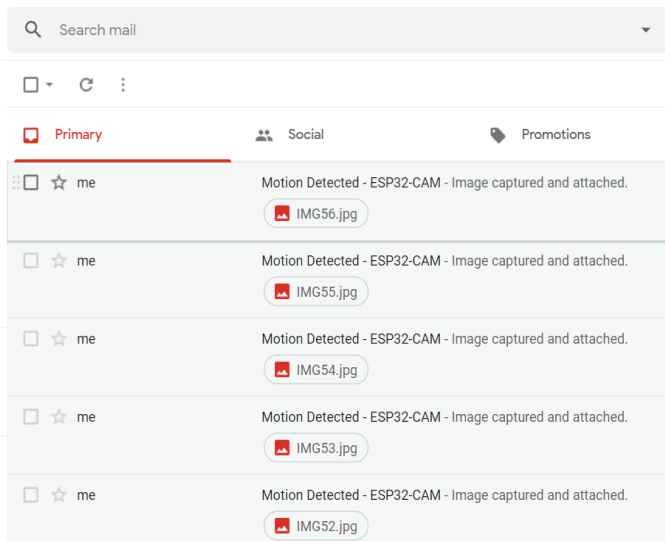 Search mail
Primary
Social
Promotions
me
Motion Detected - ESP32-CAM - Image captured and attached.
IMG56.jpg
me
Motion Detected - ESP32-CAM - Image captured and attached.
IMG55.jpg
me
Motion Detected - ESP32-CAM - Image captured and attached.
IMG54.jpg
me
Motion Detected - ESP32-CAM - Image captured and attached.
IMG53.jpg
me
Motion Detected - ESP32-CAM - Image captured and attached.
IMG52.jpg